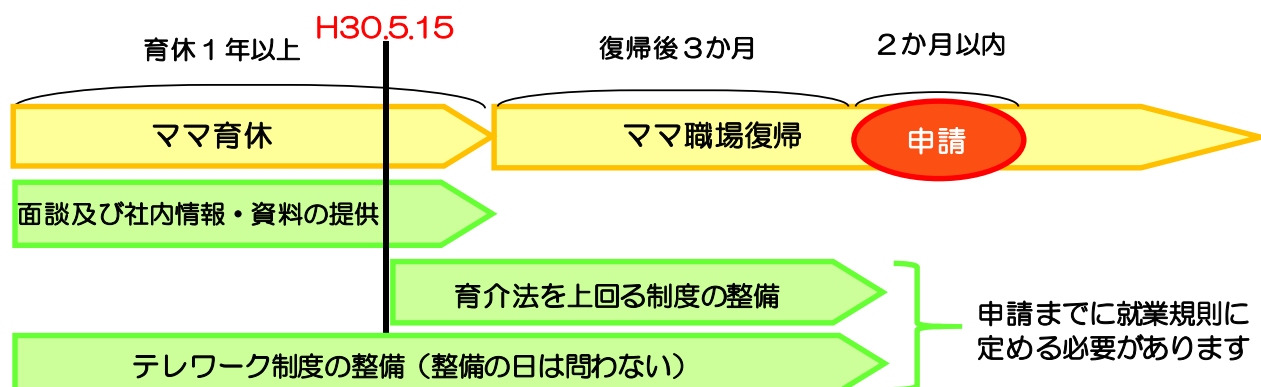 H30.5.15
育休１年以上
復帰後３か月
２か月以内
ママ育休
ママ職場復帰
申請
面談及び社内情報・資料の提供
育介法を上回る制度の整備
申請までに就業規則に
定める必要があります
テレワーク制度の整備（整備の日は問わない）